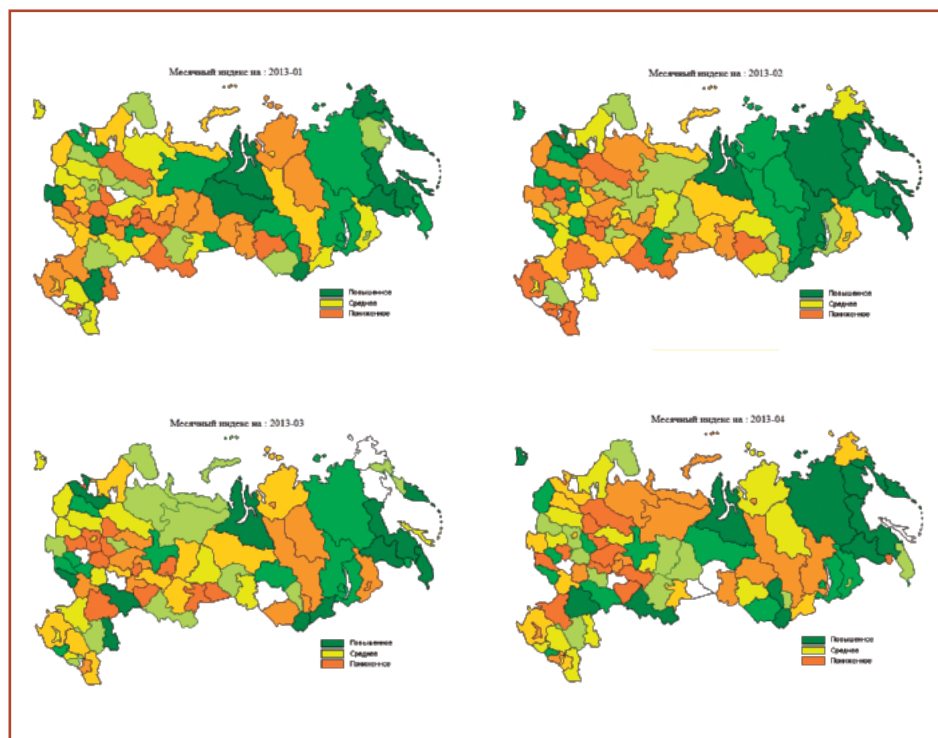 Месячный индекс на : 2013-01
Повышенное
Среднее
Пониженное
Месячный индекс на : 2013-02
Повышенное
Среднее
Пониженное
Месячный индекс на : 2013-03
Повышенное
Среднее
Пониженное
Месячный индекс на : 2013-04
Повышенное
Среднее
Пониженное